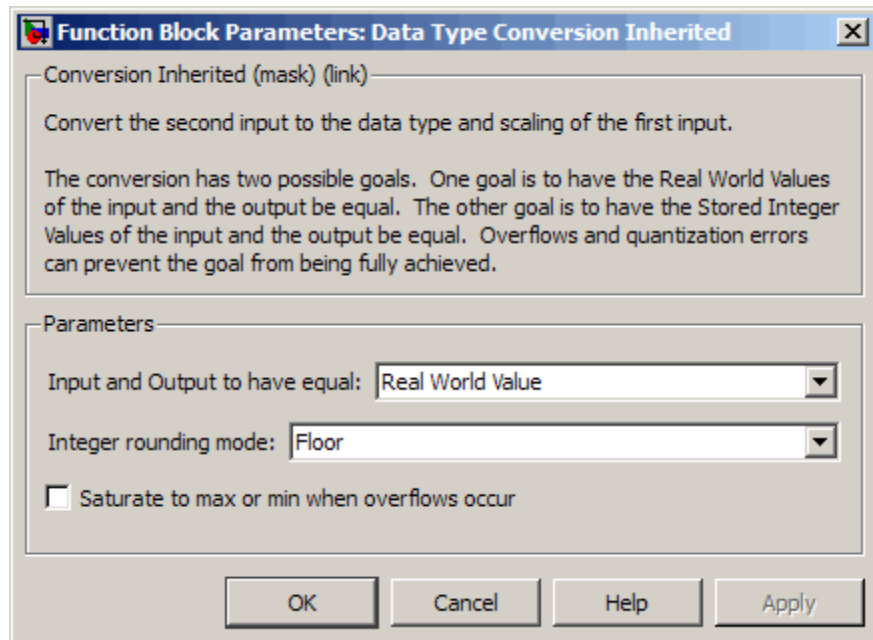 Function Block Parameters: Data Type Conversion Inherited
Conversion Inherited (mask) (link)
Convert the second input to the data type and scaling of the first input.
The conversion has two possible goals.  One goal is to have the Real World Values
of the input and the output be equal.  The other goal is to have the Stored Integer
Values of the input and the output be equal.  Overflows and quantization errors
can prevent the goal from being fully achieved.
Parameters
Input and Output to have equal: Real World Value
Integer rounding mode: Floor
Saturate to max or min when overflows occur
OK Cancel Help Apply